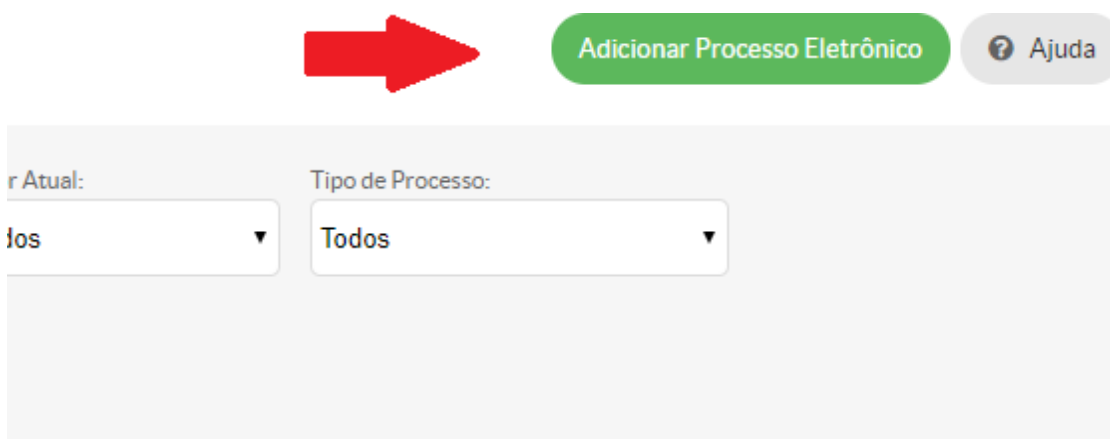 Adicionar Processo Eletrônico
Ajuda
r Atual:
Tipo de Processo:
dos
Todos